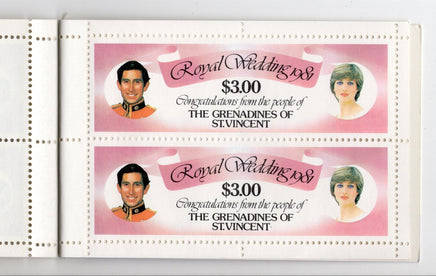 Royal Wedding 1981
$3.00
Congratulations from the people of
THE GRENADINES OF
ST.VINCENT
Royal Wedding 1981
$3.00
Congratulations from the people of
THE GRENADINES OF
ST.VINCENT